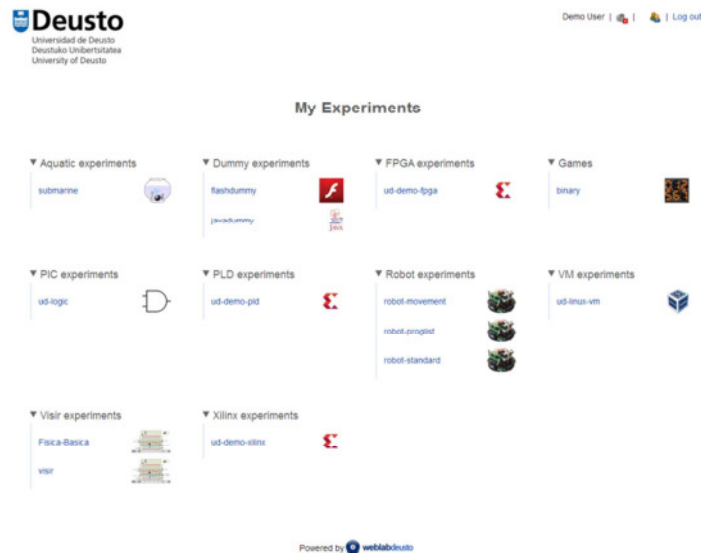 Deusto
Universidad de Deusto
Deustuko Unibertsitatea
University of Deusto
Demo User | | | Log out
My Experiments
▼ Aquatic experiments
submarine
▼ Dummy experiments
flashdummy
javadummy
Java
▼ FPGA experiments
ud-demo-fpga
▼ Games
binary
▼ PIC experiments
ud-logic
▼ PLD experiments
ud-demo-pld
▼ Robot experiments
robot-movement
robot-proglist
robot-standard
▼ VM experiments
ud-linux-vm
▼ Visir experiments
Fisica-Basica
visir
▼ Xilinx experiments
ud-demo-xilinx
Powered by weblabdeusto